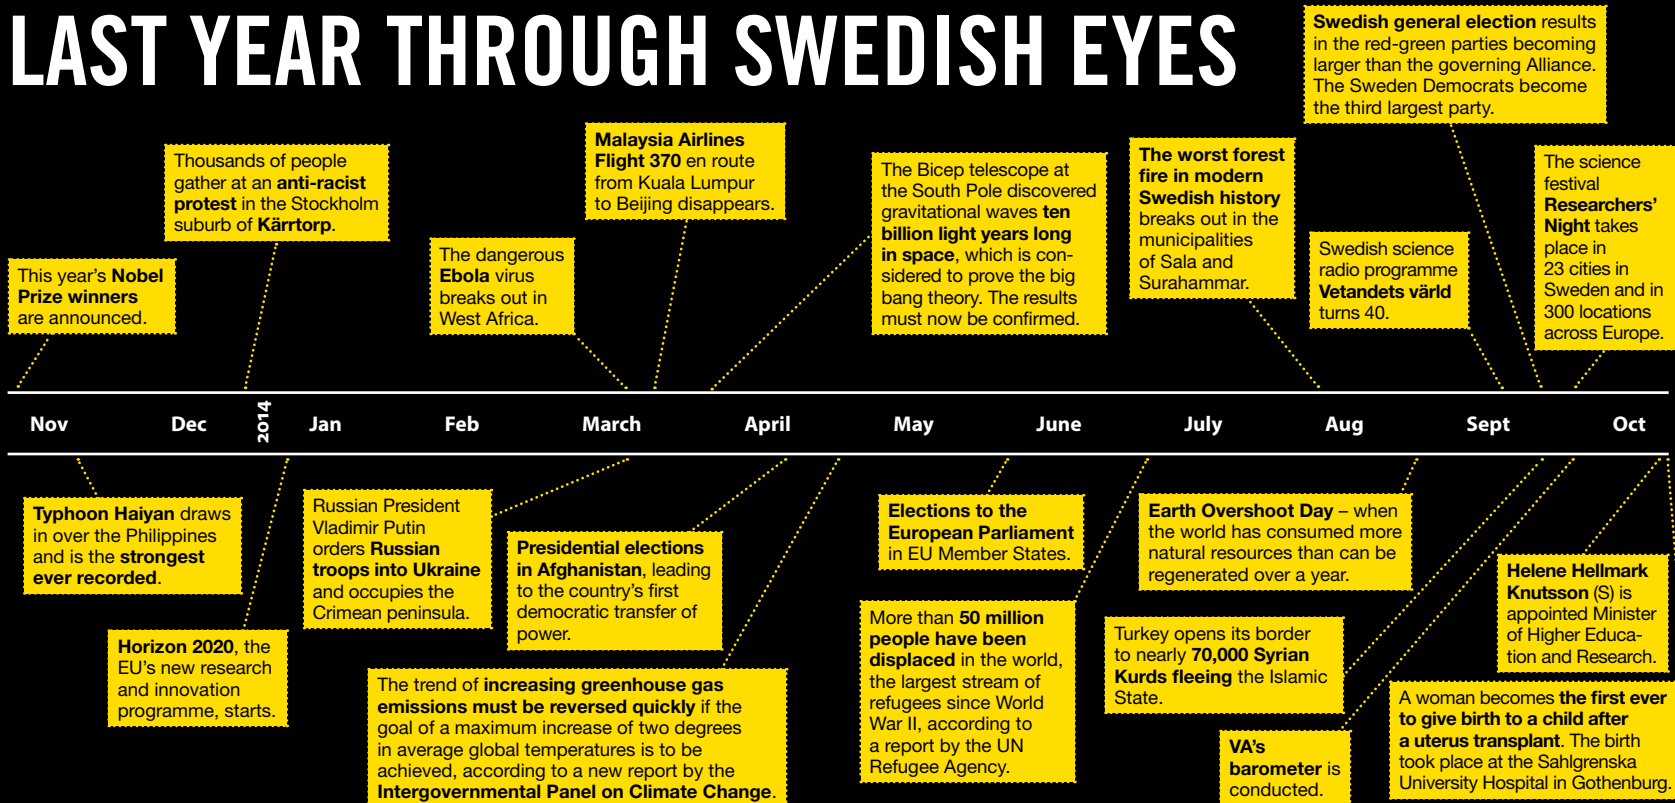 LAST YEAR THROUGH SWEDISH EYES
This year's Nobel
Prize winners
are announced.
Thousands of people
gather at an anti-racist
protest in the Stockholm
suburb of Kärrtorp.
The dangerous
Ebola virus
breaks out in
West Africa.
Malaysia Airlines
Flight 370 en route
from Kuala Lumpur
to Beijing disappears.
The Bicep telescope at
the South Pole discovered
gravitational waves ten
billion light years long
in space, which is con-
sidered to prove the big
bang theory. The results
must now be confirmed.
The worst forest
fire in modern
Swedish history
breaks out in the
municipalities
of Sala and
Surahammar.
Swedish science
radio programme
Vetandets värld
turns 40.
Swedish general election results
in the red-green parties becoming
larger than the governing Alliance.
The Sweden Democrats become
the third largest party.
The science
festival
Researchers'
Night takes
place in
23 cities in
Sweden and in
300 locations
across Europe.
Nov Dec 2014 Jan Feb March April May June July Aug Sept Oct
Typhoon Haiyan draws
in over the Philippines
and is the strongest
ever recorded.
Horizon 2020, the
EU's new research
and innovation
programme, starts.
Russian President
Vladimir Putin
orders Russian
troops into Ukraine
and occupies the
Crimean peninsula.
Presidential elections
in Afghanistan, leading
to the country's first
democratic transfer of
power.
The trend of increasing greenhouse gas
emissions must be reversed quickly if the
goal of a maximum increase of two degrees
in average global temperatures is to be
achieved, according to a new report by the
Intergovernmental Panel on Climate Change.
Elections to the
European Parliament
in EU Member States.
More than 50 million
people have been
displaced in the world,
the largest stream of
refugees since World
War II, according to
a report by the UN
Refugee Agency.
Earth Overshoot Day – when
the world has consumed more
natural resources than can be
regenerated over a year.
Turkey opens its border
to nearly 70,000 Syrian
Kurds fleeing the Islamic
State.
VA's
barometer is
conducted.
Helene Hellmark
Knutsson (S) is
appointed Minister
of Higher Educa-
tion and Research.
A woman becomes the first ever
to give birth to a child after
a uterus transplant. The birth
took place at the Sahlgrenska
University Hospital in Gothenburg.